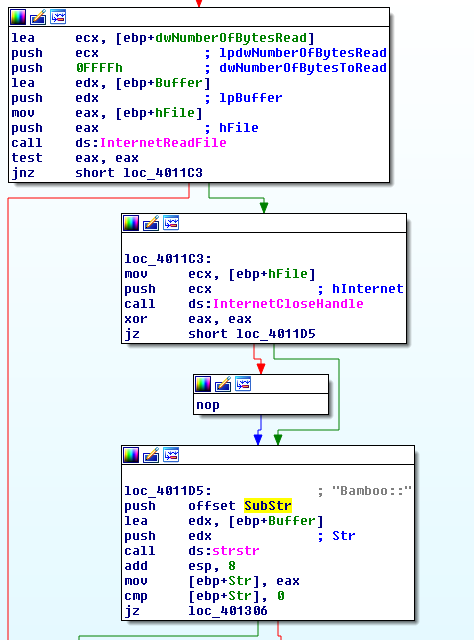 lea ecx, [ebp+dwNumberOfBytesRead]
push ecx ; lpdwNumberOfBytesRead
push 0FFFFh ; dwNumberOfBytesToRead
lea edx, [ebp+Buffer]
push edx ; lpBuffer
mov eax, [ebp+hFile]
push eax ; hFile
call ds:InternetReadFile
test eax, eax
jnz short loc_4011C3
loc_4011C3:
mov ecx, [ebp+hFile]
push ecx ; hInternet
call ds:InternetCloseHandle
xor eax, eax
jz short loc_4011D5
nop
loc_4011D5: ; "Bamboo::"
push offset SubStr
lea edx, [ebp+Buffer]
push edx ; Str
call ds:strstr
add esp, 8
mov [ebp+Str], eax
cmp [ebp+Str], 0
jz loc_401306